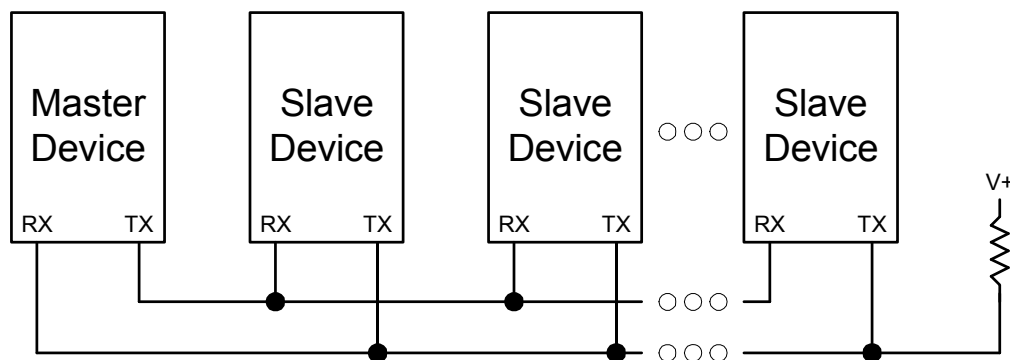 Master
Device
Slave
Device
Slave
Device
Slave
Device
RX TX
RX TX
RX TX
RX TX
V+